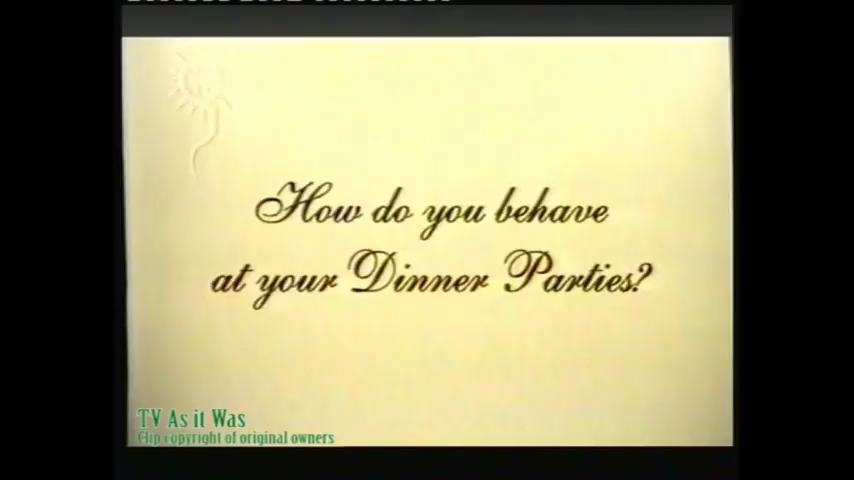 How do you behave
at your Dinner Parties?
TV As it Was
Clip copyright of original owners